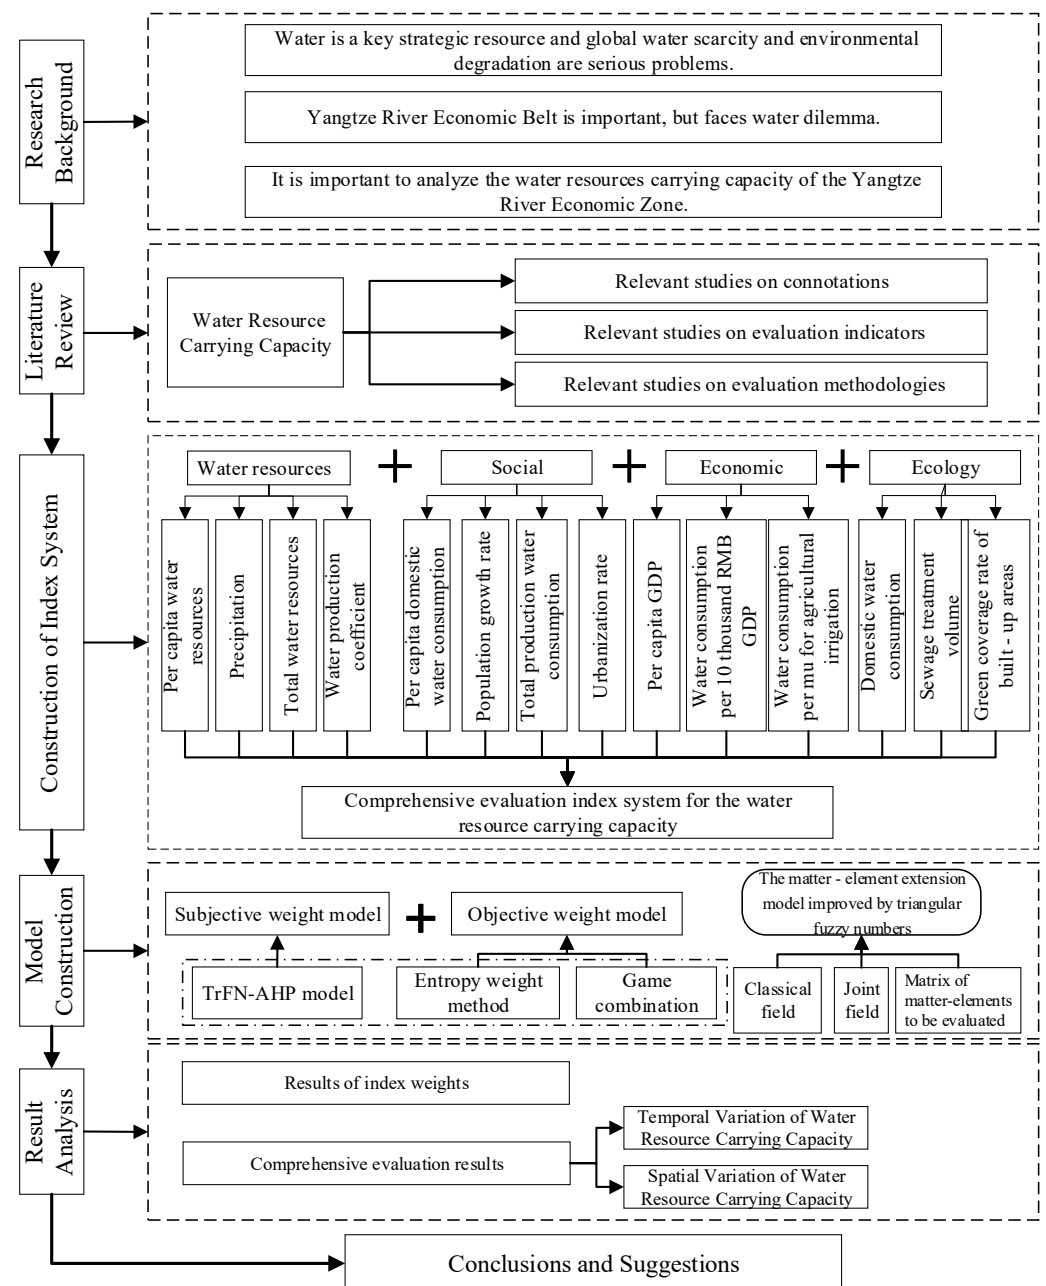 Research
Background
Water is a key strategic resource and global water scarcity and environmental
degradation are serious problems.
Yangtze River Economic Belt is important, but faces water dilemma.
It is important to analyze the water resources carrying capacity of the Yangtze
River Economic Zone.
Literature
Review
Water Resource
Carrying Capacity
Relevant studies on connotations
Relevant studies on evaluation indicators
Relevant studies on evaluation methodologies
Construction of Index System
Water resources
+
Social
+
Economic
+
Ecology
Per capita water
resources
Precipitation
Total water resources
Water production
coefficient
Per capita domestic
water consumption
Population growth rate
Total production water
consumption
Urbanization rate
Per capita GDP
Water consumption
per 10 thousand RMB
GDP
Water consumption
per mu for agricultural
irrigation
Domestic water
consumption
Sewage treatment
volume
Green coverage rate of
built - up areas
Comprehensive evaluation index system for the water
resource carrying capacity
Model
Construction
Subjective weight model
+
Objective weight model
The matter - element extension
model improved by triangular
fuzzy numbers
TrFN-AHP model
Entropy weight
method
Game
combination
Classical
field
Joint
field
Matrix of
matter-elements
to be evaluated
Result
Analysis
Results of index weights
Comprehensive evaluation results
Temporal Variation of Water
Resource Carrying Capacity
Spatial Variation of Water
Resource Carrying Capacity
Conclusions and Suggestions